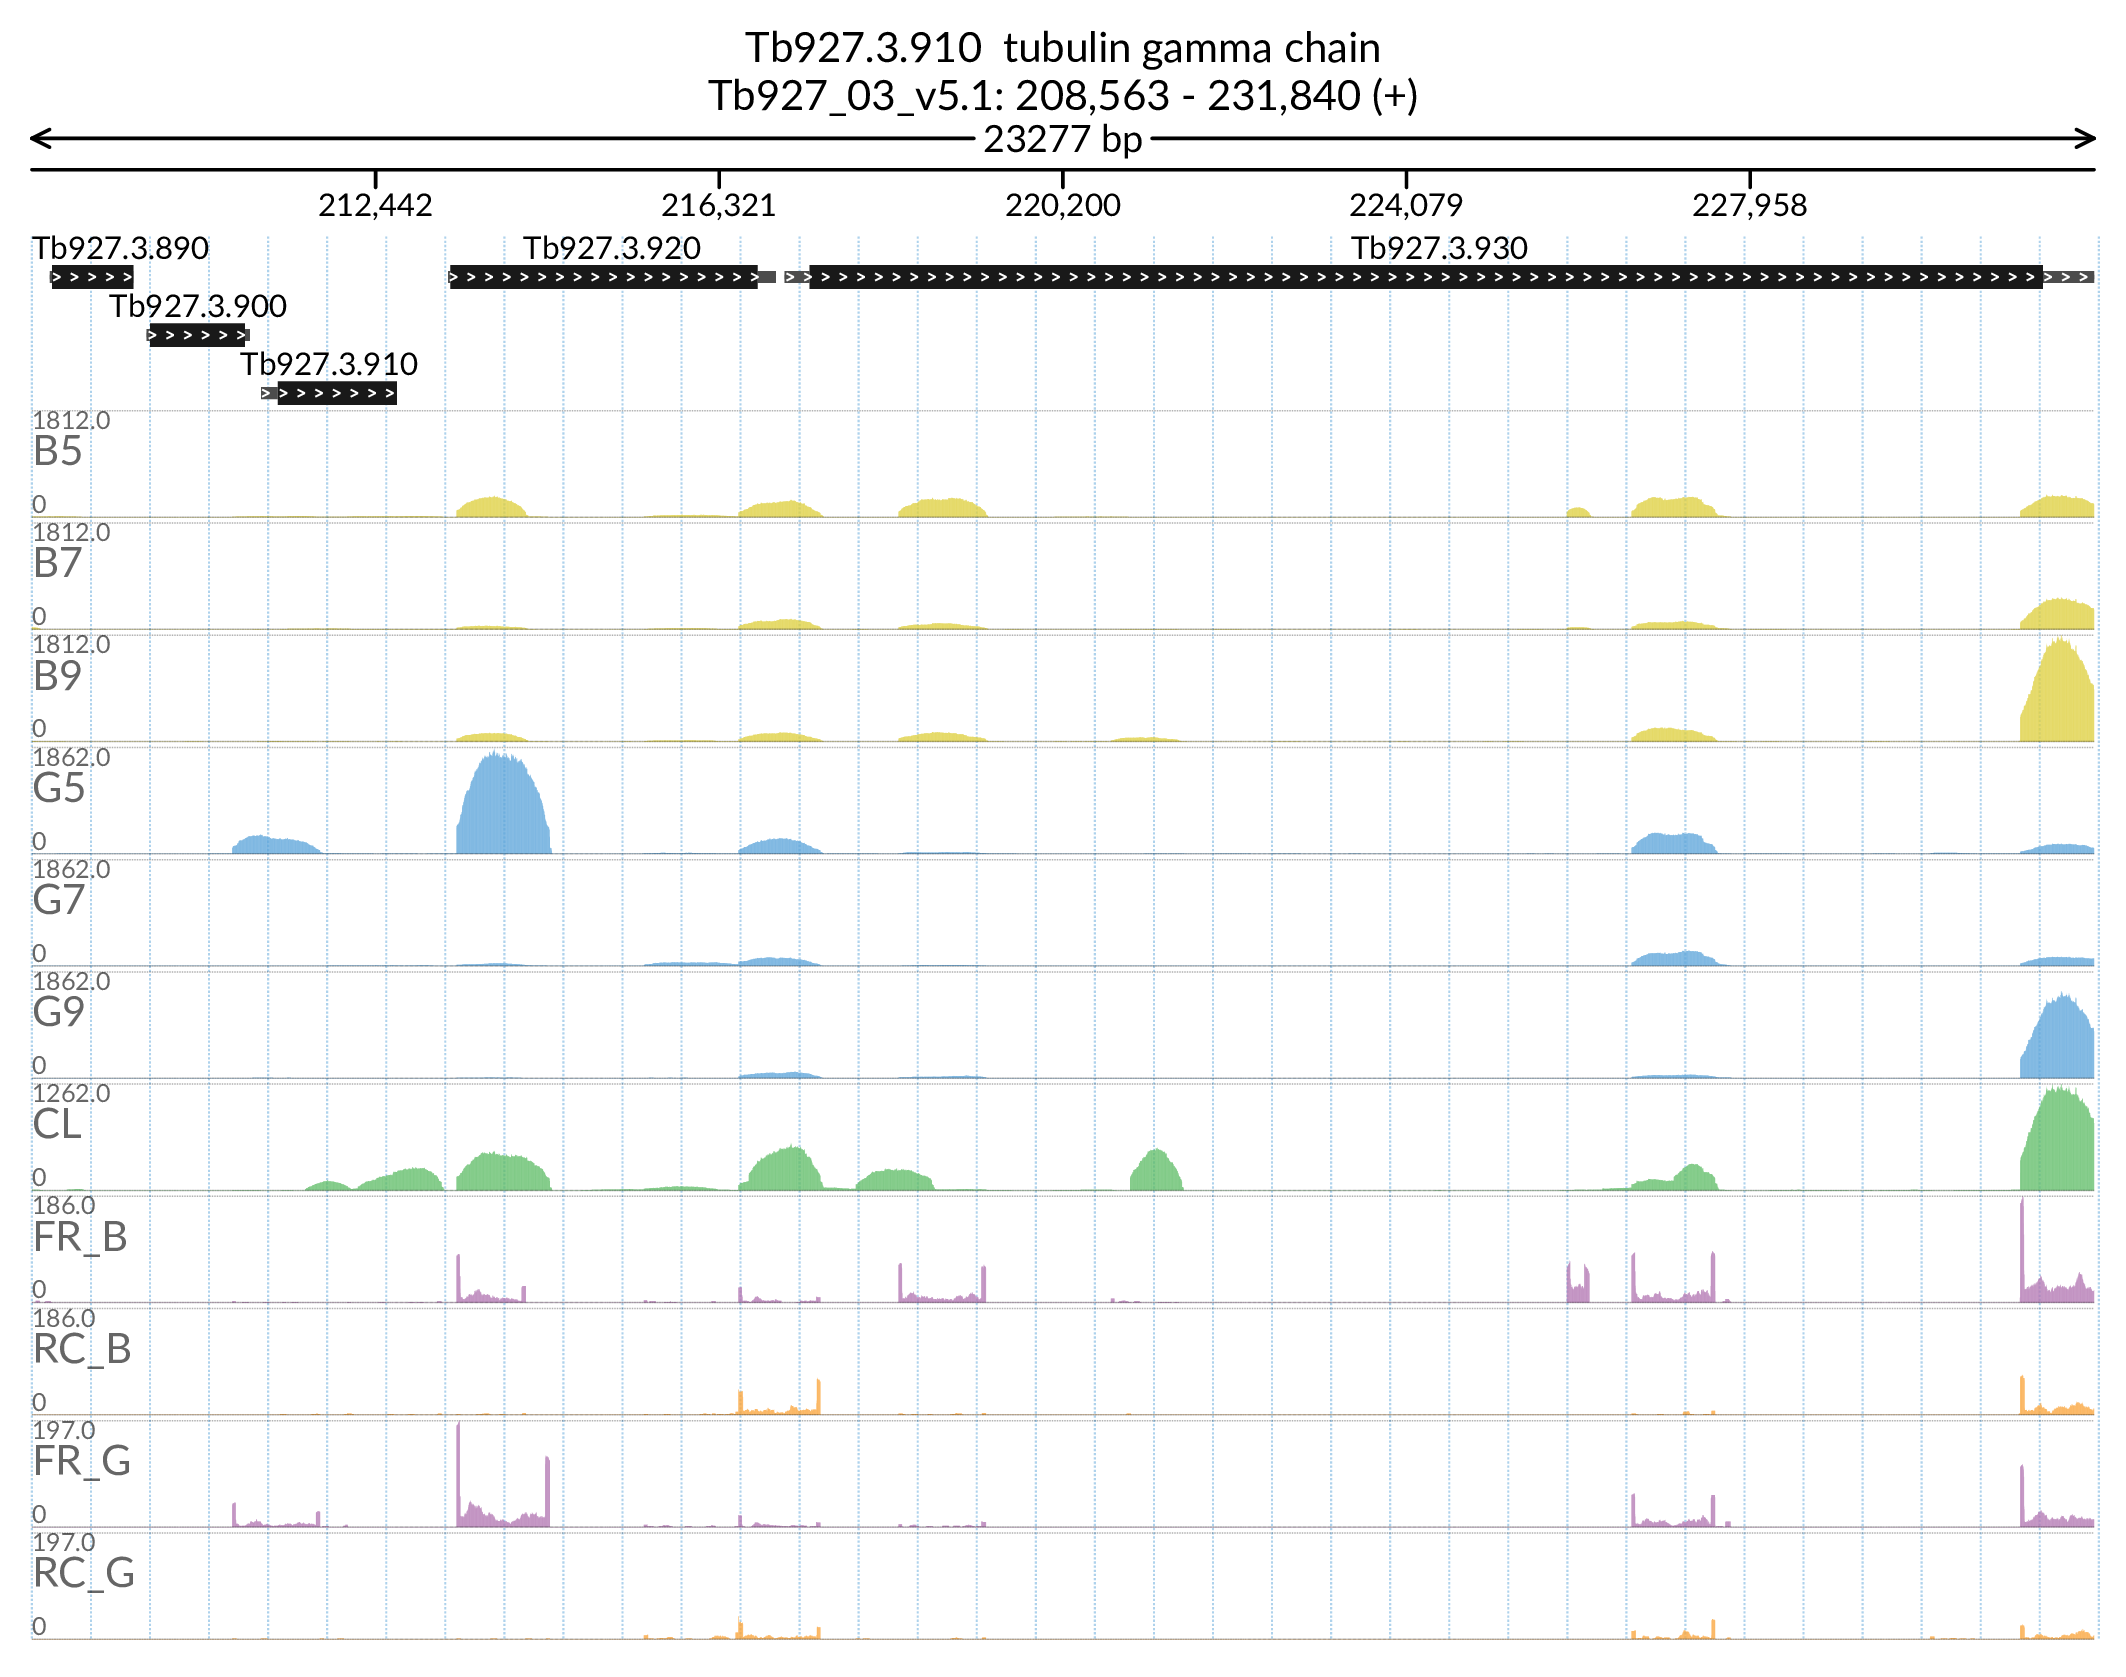 Tb927.3.910  tubulin gamma chain
Tb927_03_v5.1: 208,563 - 231,840 (+)
23277 bp
212,442 216,321 220,200 224,079 227,958
Tb927.3.890 Tb927.3.920 Tb927.3.930
Tb927.3.900
Tb927.3.910
1812.0
B5
0
1812.0
B7
0
1812.0
B9
0
1862.0
G5
0
1862.0
G7
0
1862.0
G9
0
1262.0
CL
0
186.0
FR_B
0
186.0
RC_B
0
197.0
FR_G
0
197.0
RC_G
0